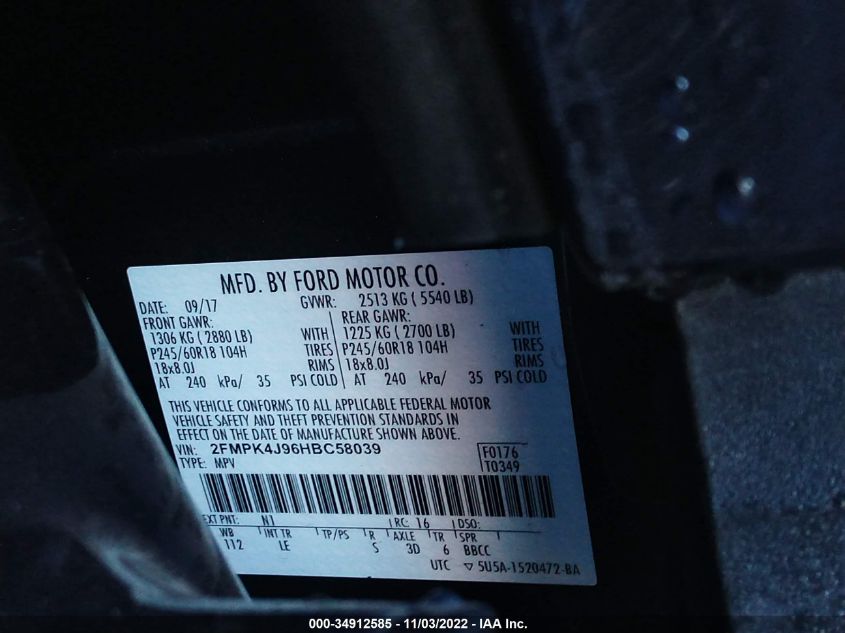 MFD. BY FORD MOTOR CO.
DATE: 09/17 GVWR: 2513 KG ( 5540 LB)
FRONT GAWR: REAR GAWR:
1306 KG ( 2880 LB) WITH 1225 KG ( 2700 LB) WITH
P245/60R18 104H TIRES P245/60R18 104H TIRES
18x8.0J RIMS 18x8.0J RIMS
AT 240 kPa/ 35 PSI COLD AT 240 kPa/ 35 PSI COLD
THIS VEHICLE CONFORMS TO ALL APPLICABLE FEDERAL MOTOR
VEHICLE SAFETY AND THEFT PREVENTION STANDARDS IN
EFFECT ON THE DATE OF MANUFACTURE SHOWN ABOVE.
VIN: 2FMPK4J96HBC58039 F0176
TYPE: MPV T0349
EXT PNT: N1 RC: 16 DSO:
WB INT TR TP/PS R AXLE TR SPR
112 LE S 3D 6 BBCC
UTC ▽ 5U5A-1520472-BA
000-34912585 - 11/03/2022 - IAA Inc.